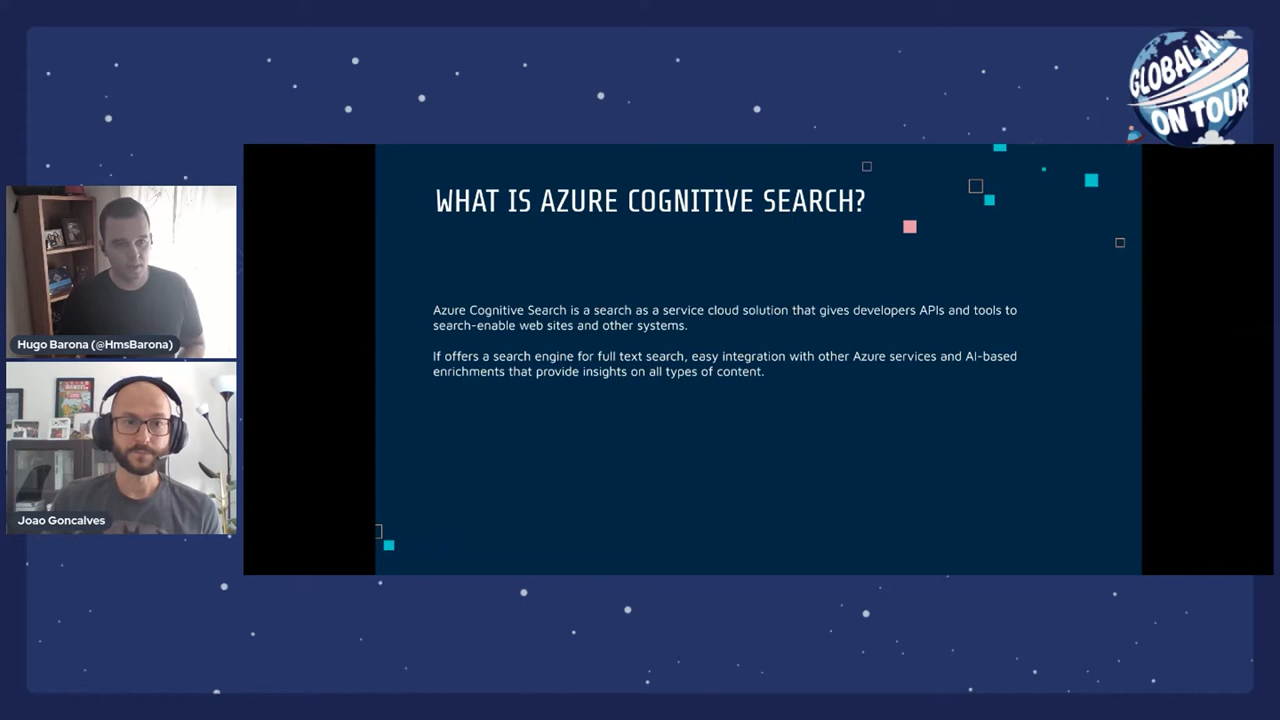 GLOBAL AI
ON TOUR
WHAT IS AZURE COGNITIVE SEARCH?
Azure Cognitive Search is a search as a service cloud solution that gives developers APIs and tools to
search-enable web sites and other systems.
If offers a search engine for full text search, easy integration with other Azure services and AI-based
enrichments that provide insights on all types of content.
Hugo Barona (@HmsBarona)
Joao Goncalves